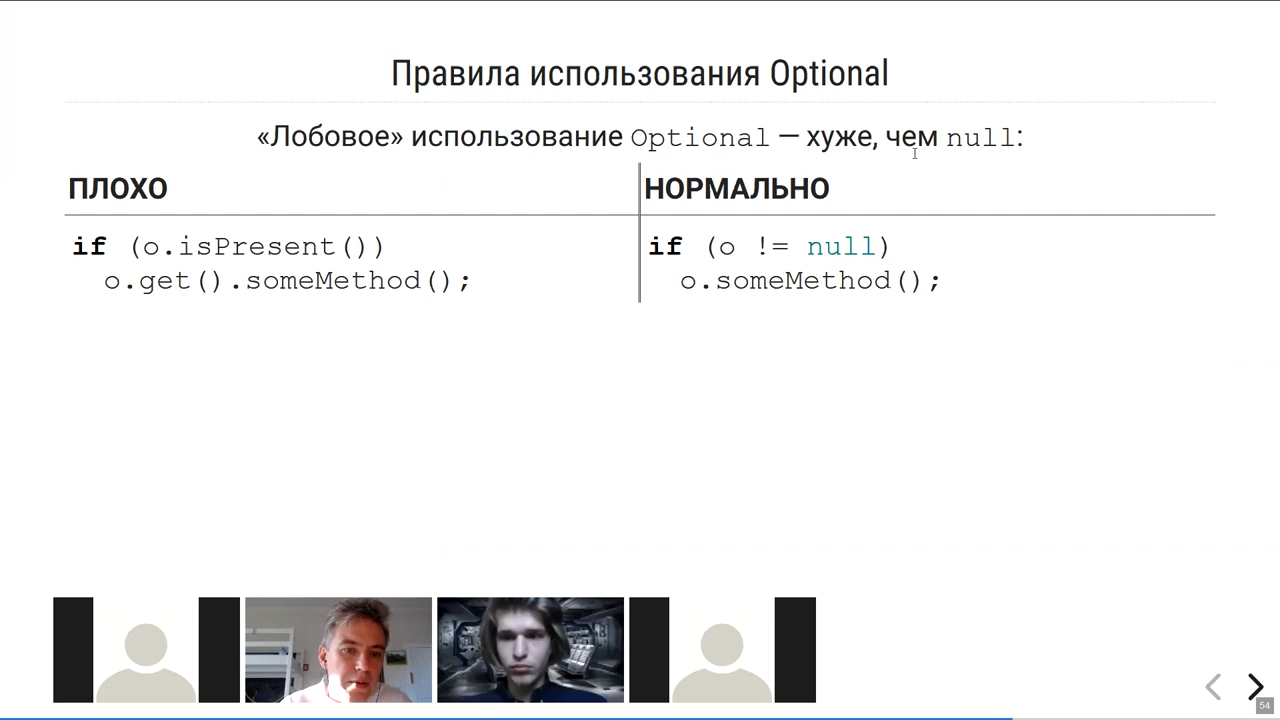 Правила использования Optional
«Лобовое» использование Optional — хуже, чем null:
ПЛОХО
НОРМАЛЬНО
if (o.isPresent())
o.get().someMethod();
if (o != null)
o.someMethod();
54